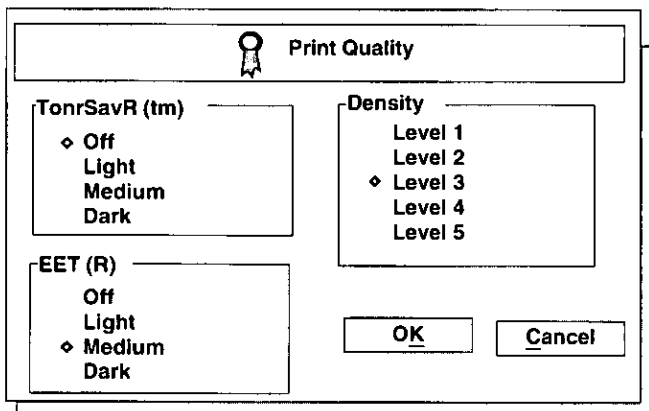 Print Quality
TonrSavR (tm)
Off
Light
Medium
Dark
EET (R)
Off
Light
Medium
Dark
Density
Level 1
Level 2
Level 3
Level 4
Level 5
OK
Cancel